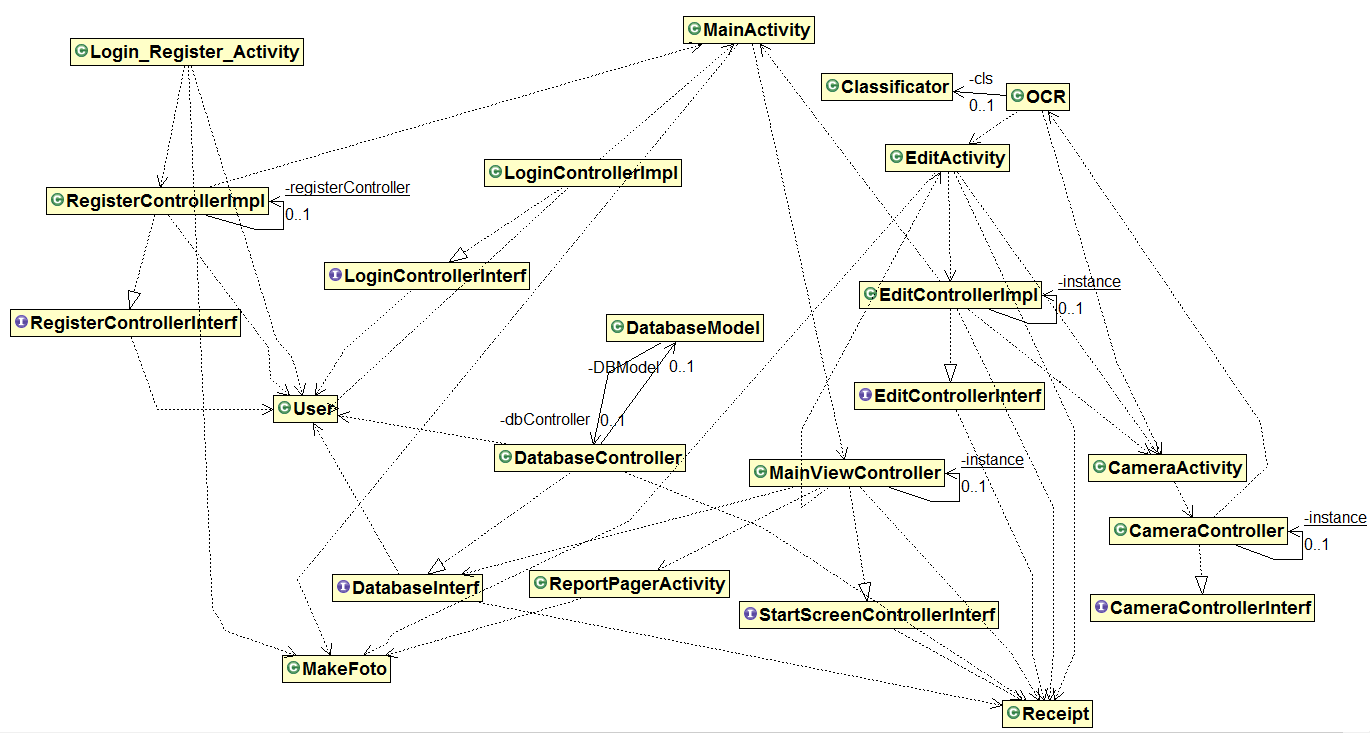 MainActivity
Login_Register_Activity
-cls
Classificator
OCR
0..1
EditActivity
LoginControllerImpl
-registerController
RegisterControllerImpl
0..1
LoginControllerInterf
-instance
EditControllerImpl
0..1
RegisterControllerInterf
DatabaseModel
-DBModel
0..1
EditControllerInterf
User
-dbController
0..1
DatabaseController
-instance
MainViewController
0..1
CameraActivity
-instance
CameraController
0..1
DatabaseInterf
ReportPagerActivity
StartScreenControllerInterf
CameraControllerInterf
MakeFoto
Receipt